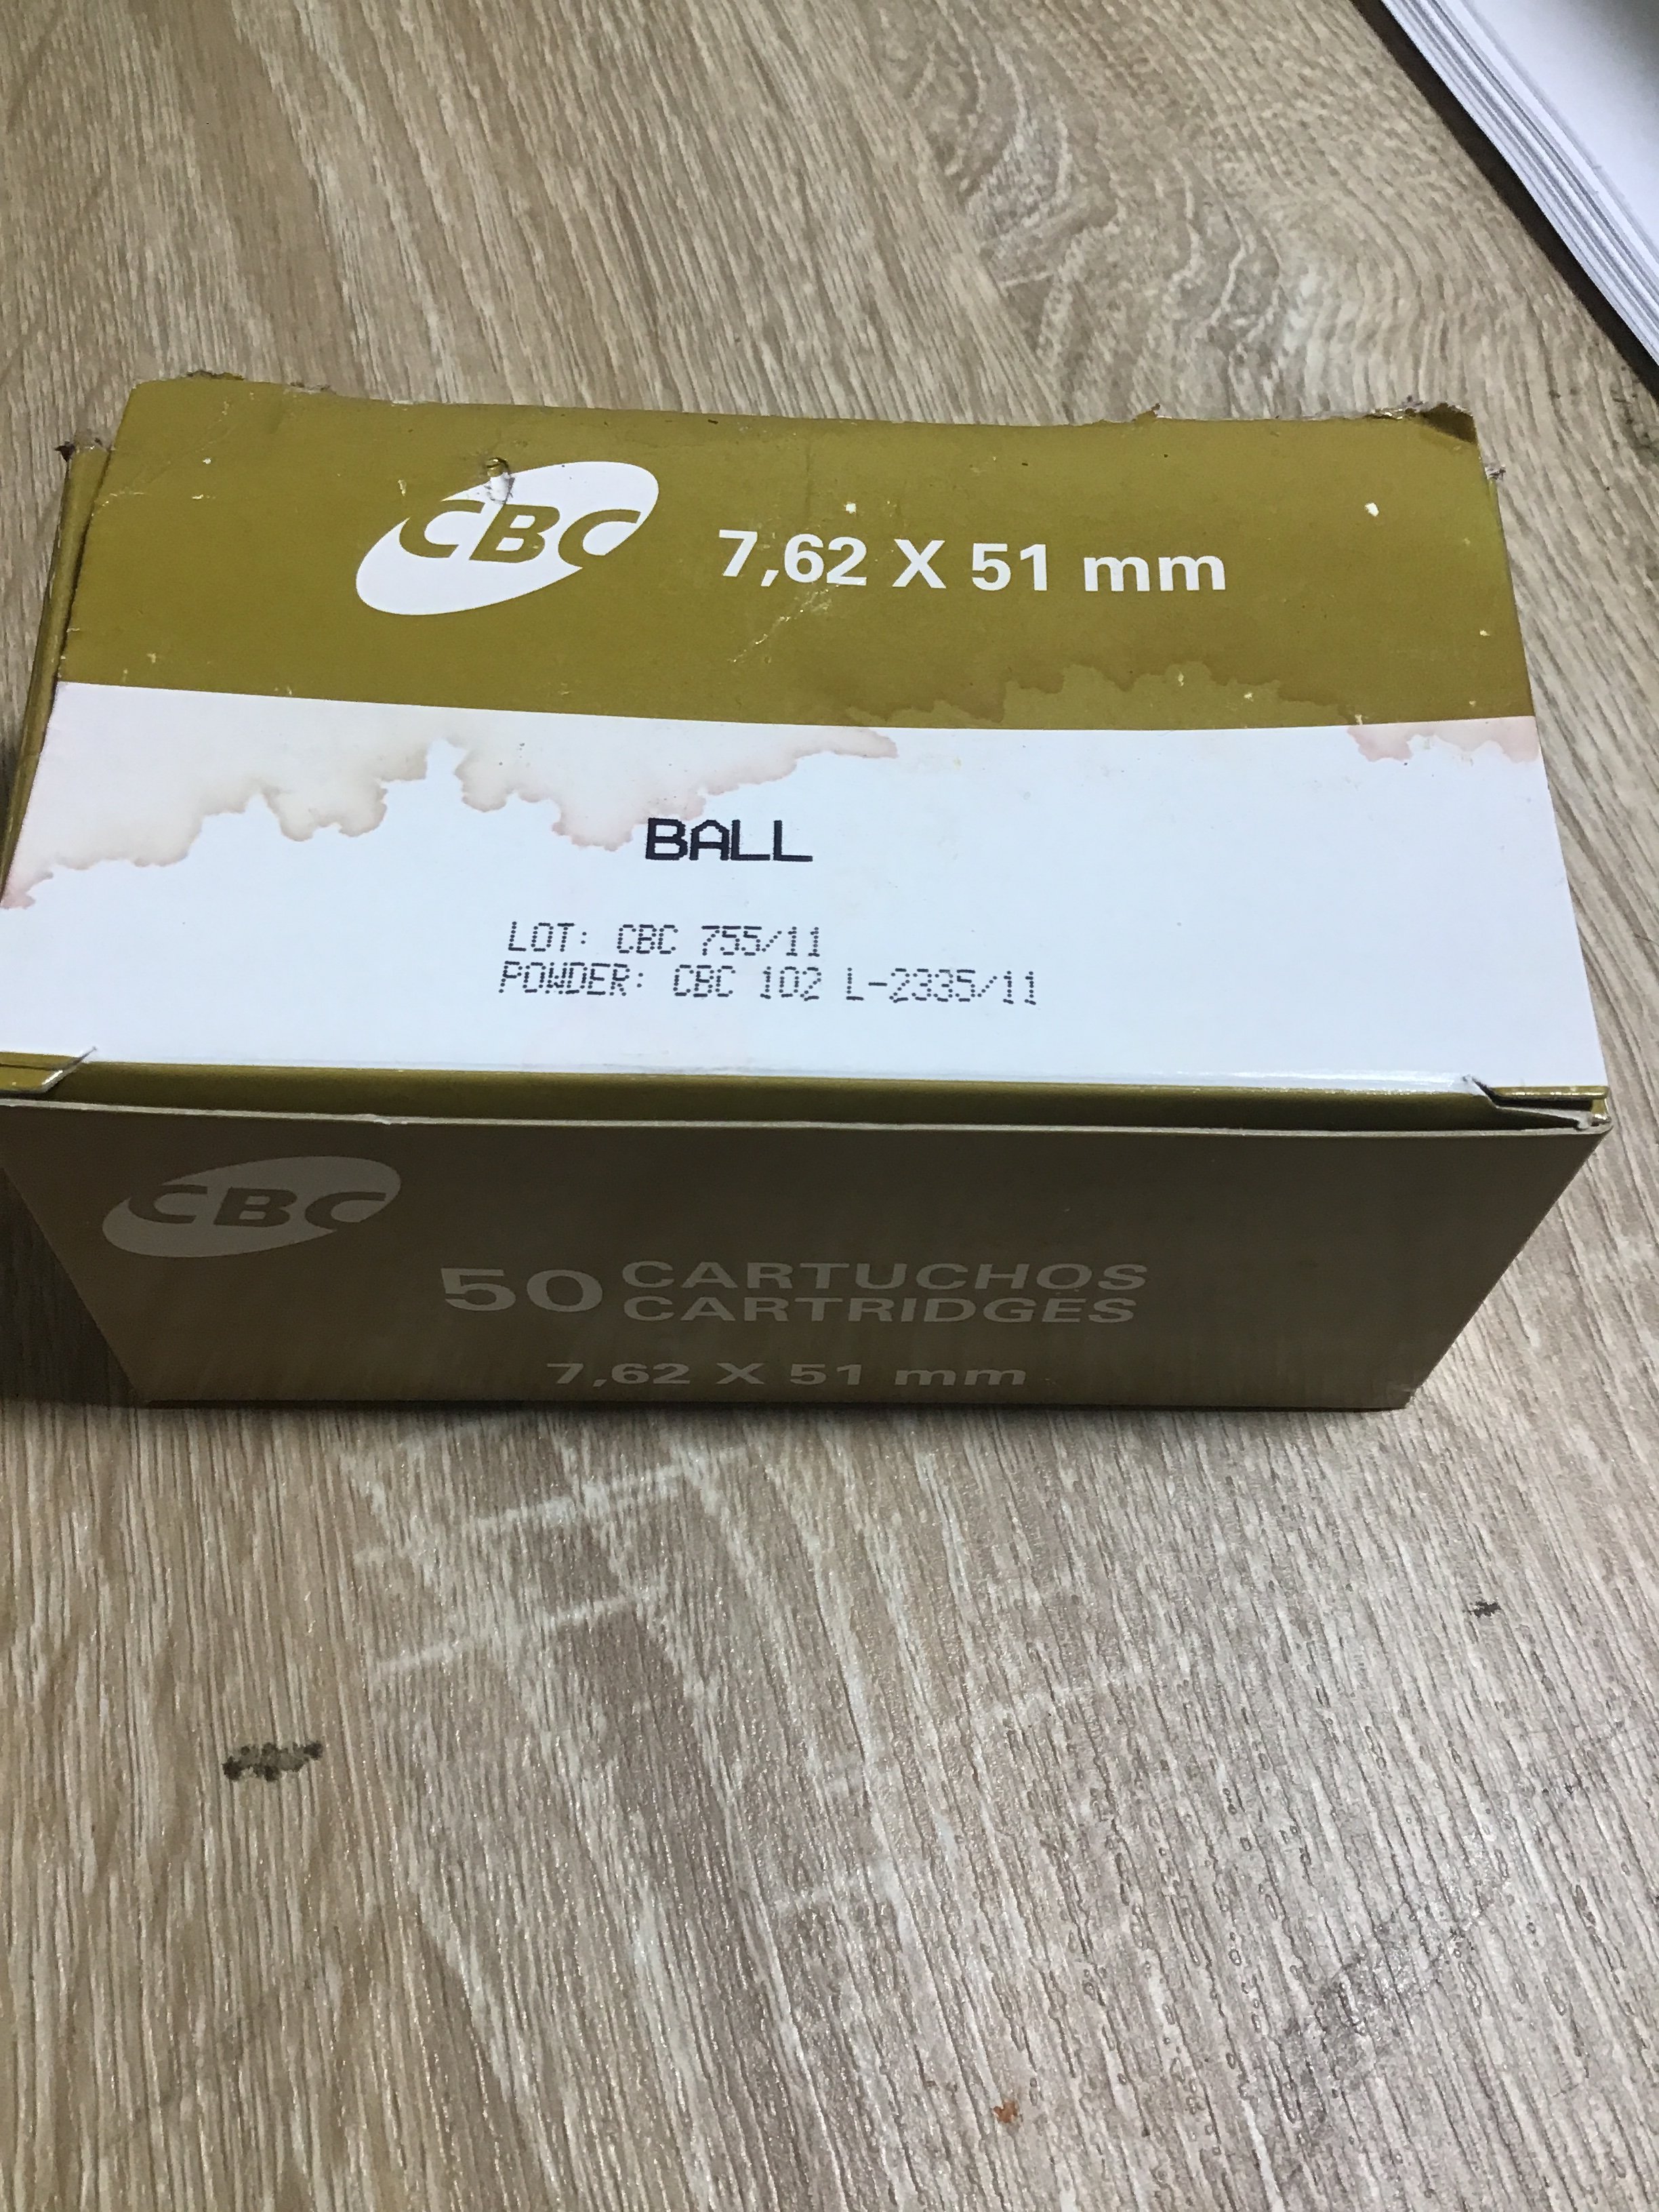 CBC 7,62 X 51 mm
BALL
LOT: CBC 755/11
POWDER: CBC 102 L-2335/11
CBC
50 CARTUCHOS
CARTRIDGES
7,62 X 51 mm